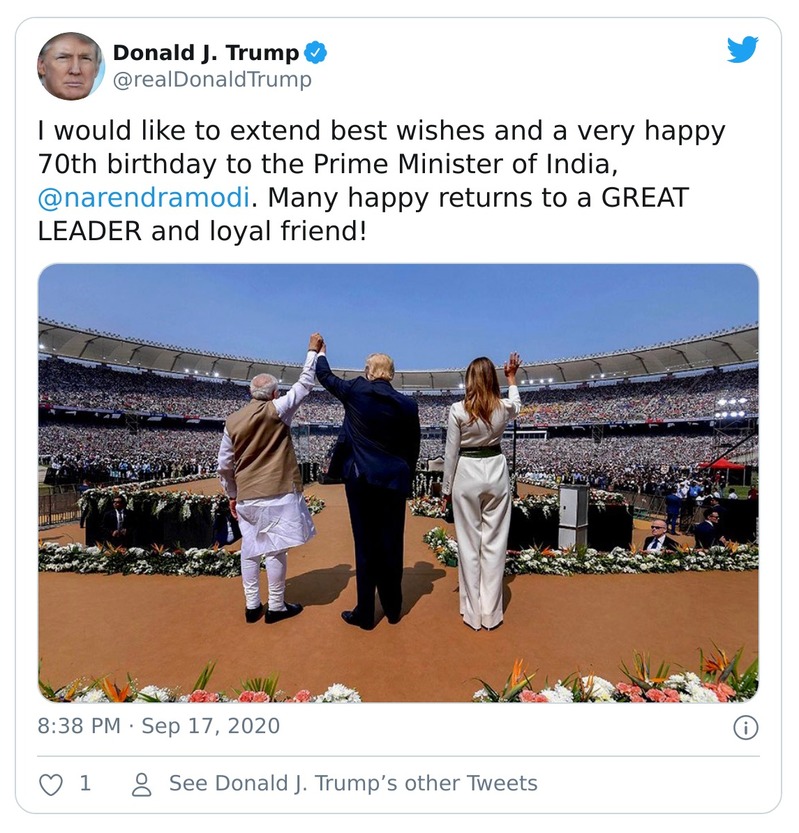 Donald J. Trump
@realDonaldTrump
I would like to extend best wishes and a very happy
70th birthday to the Prime Minister of India,
@narendramodi. Many happy returns to a GREAT
LEADER and loyal friend!
8:38 PM · Sep 17, 2020
1
See Donald J. Trump’s other Tweets